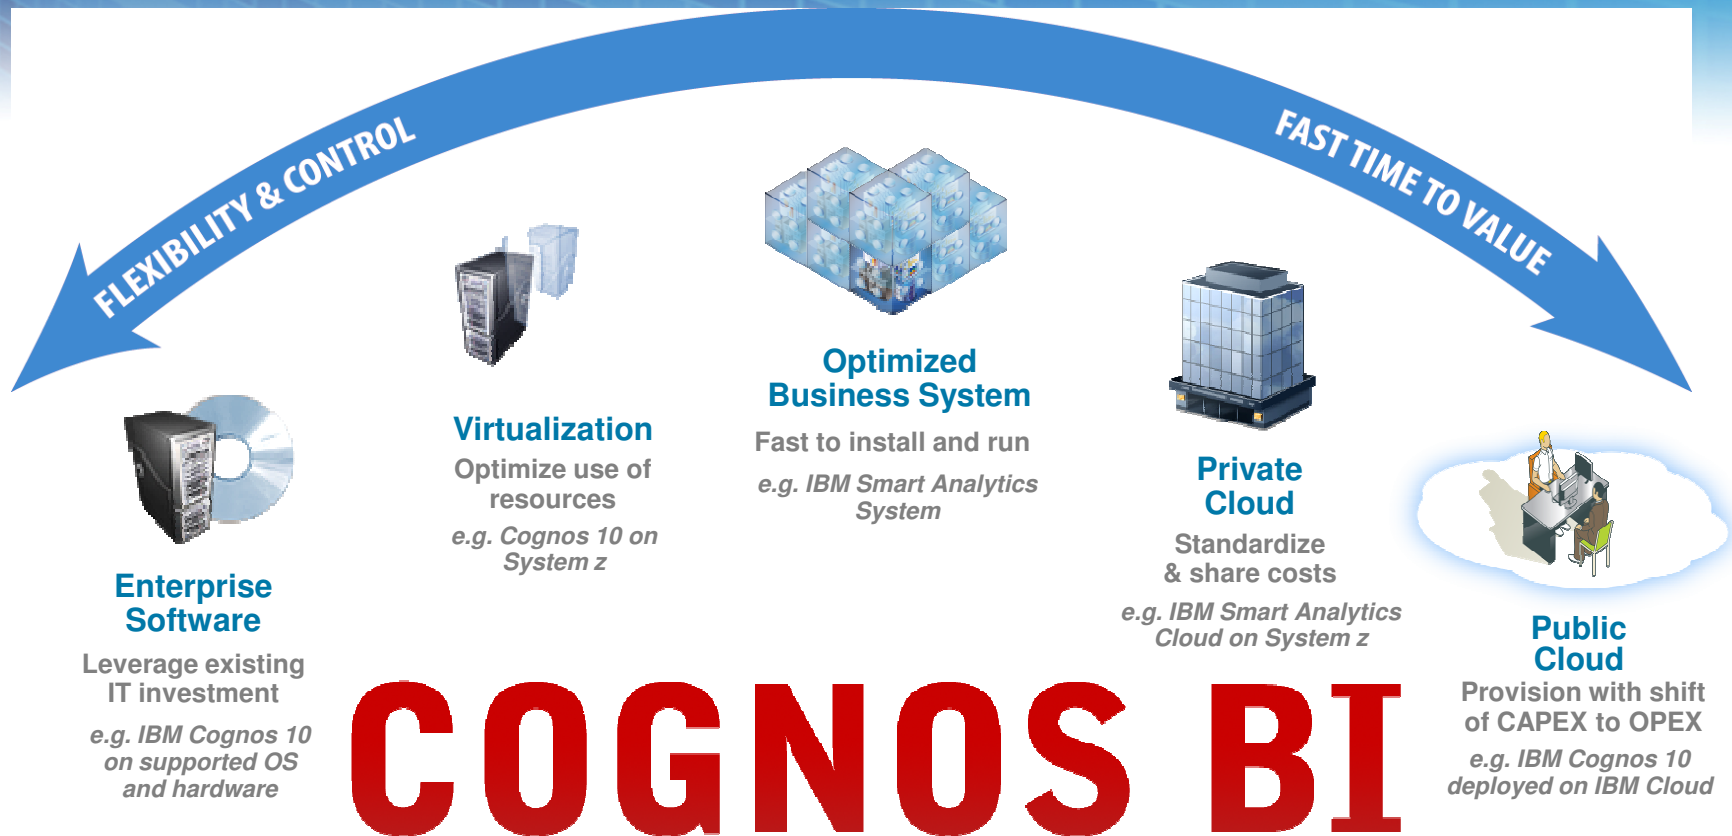 FLEXIBILITY & CONTROL
FAST TIME TO VALUE
Enterprise
Software
Leverage existing
IT investment
e.g. IBM Cognos 10
on supported OS
and hardware
Virtualization
Optimize use of
resources
e.g. Cognos 10 on
System z
Optimized
Business System
Fast to install and run
e.g. IBM Smart Analytics
System
Private
Cloud
Standardize
& share costs
e.g. IBM Smart Analytics
Cloud on System z
Public
Cloud
Provision with shift
of CAPEX to OPEX
e.g. IBM Cognos 10
deployed on IBM Cloud
COGNOS BI